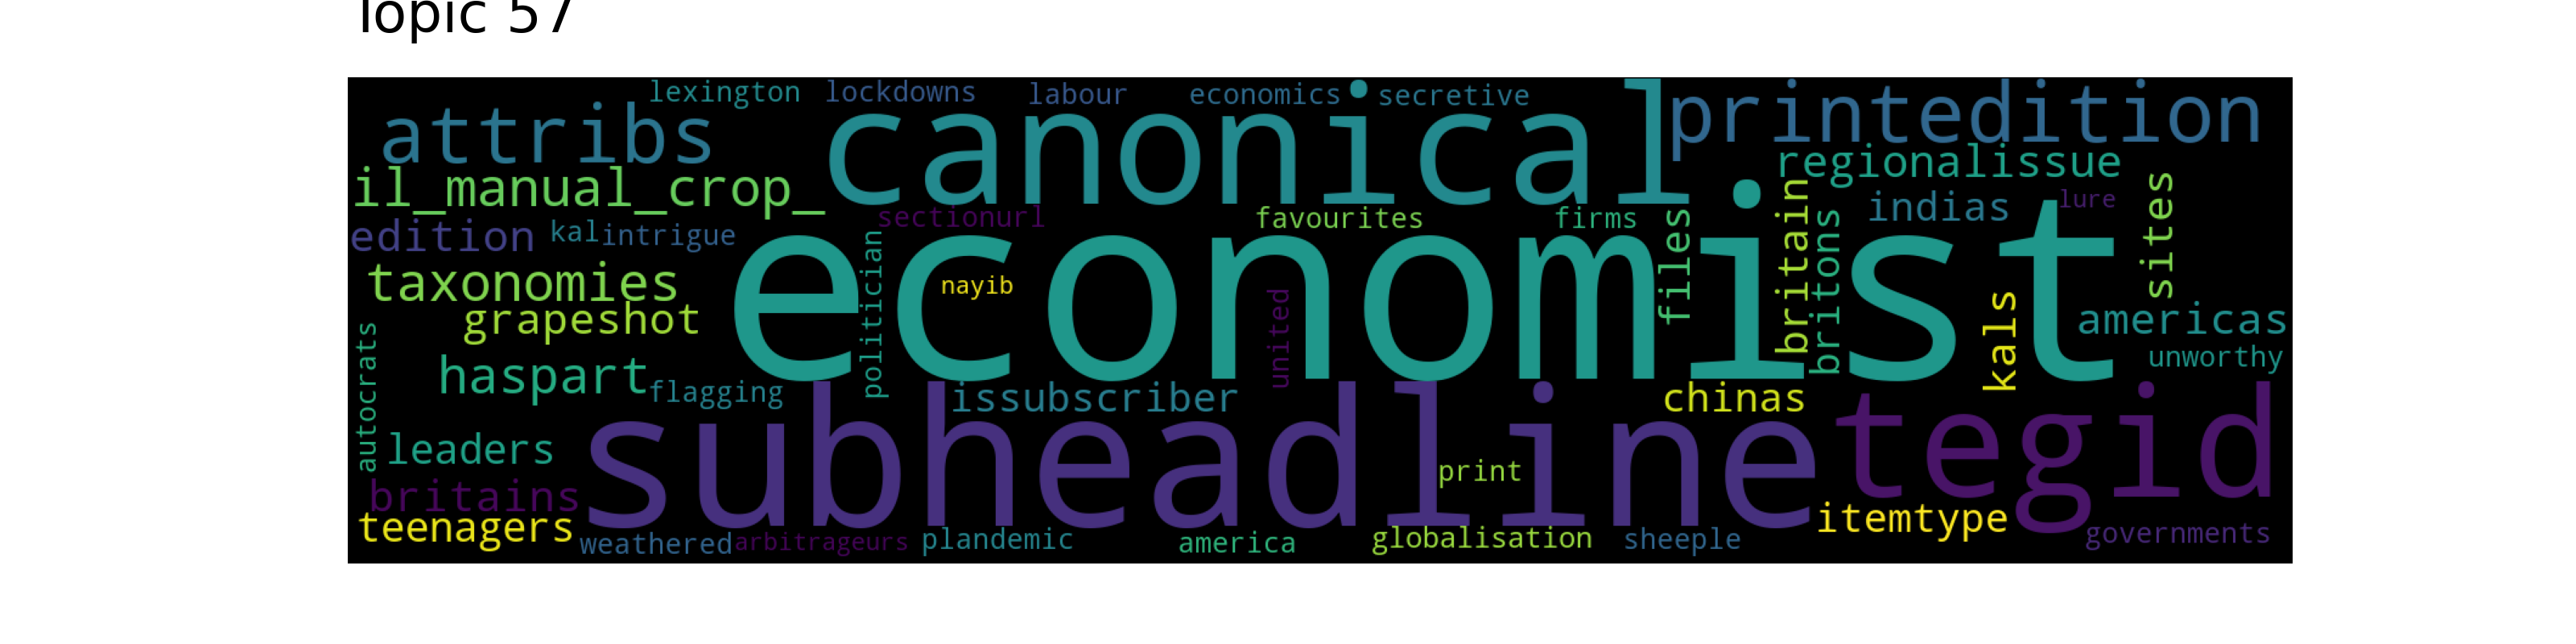 Topic 57
lexington lockdowns labour economics secretive
attribs canonical printedition
il_manual_crop_ regionalissue
edition kal intrigue sectionurl favourites firms files britain britons indias lure sites
taxonomies politician nayib economist
grapeshot united kals americas
autocrats haspart flagging issubscriber chinas unworthy
leaders subheadline tegid
britains print
teenagers itemtype
weathered arbitrageurs plandemic america globalisation sheeple governments